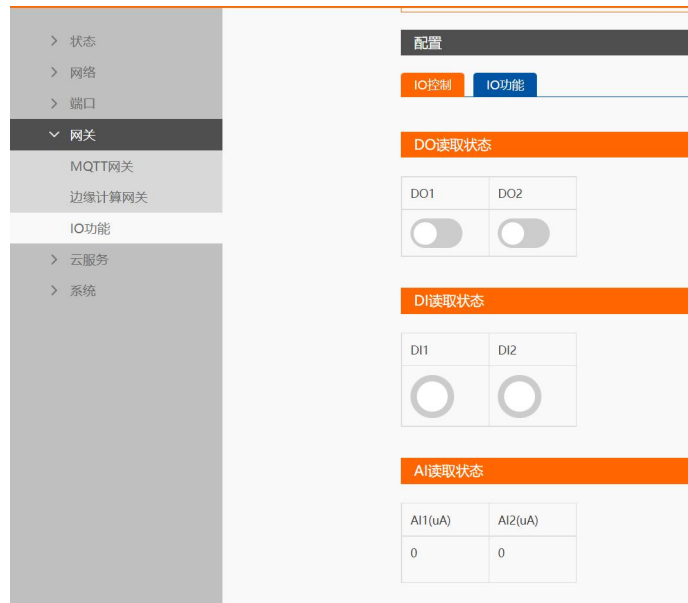 状态
网络
端口
网关
MQTT网关
边缘计算网关
IO功能
云服务
系统
配置
IO控制 IO功能
DO读取状态
DO1 DO2
DI读取状态
DI1 DI2
AI读取状态
AI1(uA) AI2(uA)
0 0